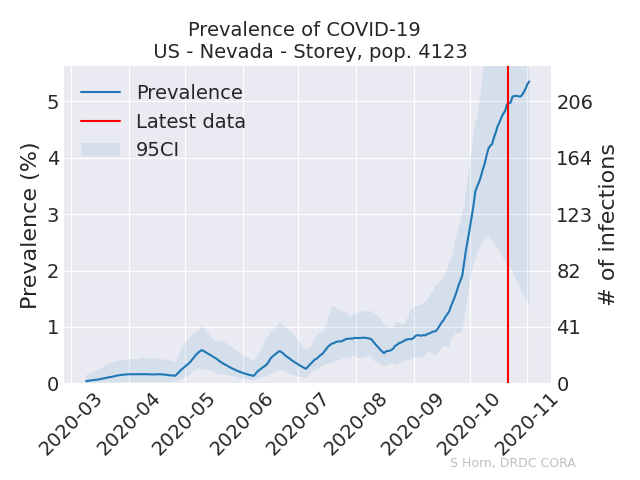 Prevalence of COVID-19
US - Nevada - Storey, pop. 4123
Prevalence
Latest data
95CI
Prevalence (%)
5
4
3
2
1
0
206
164
123
82
41
0
# of infections
2020-03
2020-04
2020-05
2020-06
2020-07
2020-08
2020-09
2020-10
2020-11
S Horn, DRDC CORA